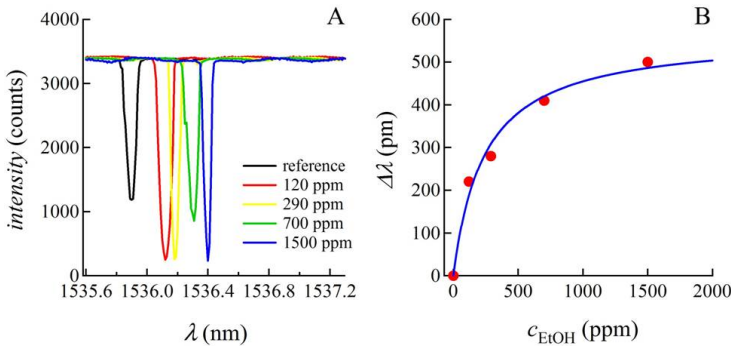 A
4000
3000
2000
1000
0
intensity (counts)
reference
120 ppm
290 ppm
700 ppm
1500 ppm
1535.6 1536.0 1536.4 1536.8 1537.2
λ (nm)
B
600
500
400
300
200
100
0
Δλ (pm)
0 500 1000 1500 2000
cEtOH (ppm)